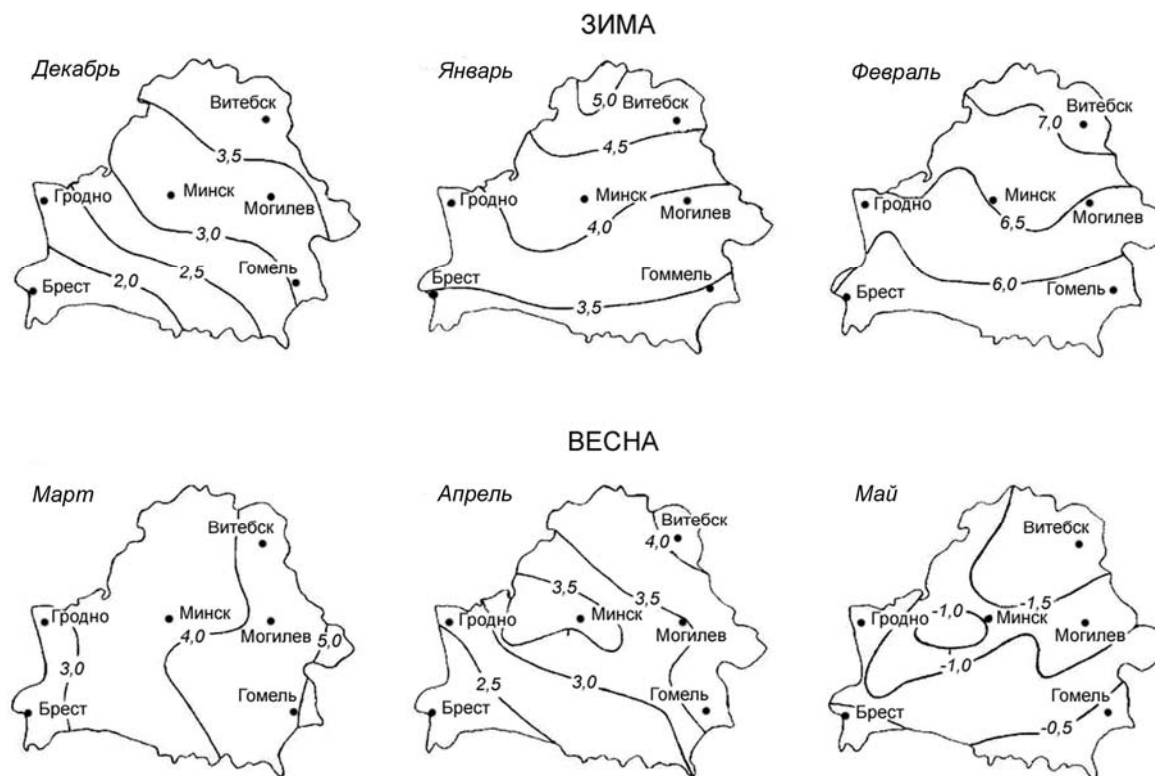 ЗИМА
Декабрь
Витебск
3,5
Гродно
Минск
Могилев
3,0
2,5
2,0
Брест
Гомель
Январь
5,0
Витебск
4,5
Гродно
Минск
Могилев
4,0
Брест
Гоммель
3,5
Февраль
7,0
Витебск
Гродно
Минск
Могилев
6,5
6,0
Брест
Гомель
ВЕСНА
Март
Витебск
Гродно
Минск
4,0
Могилев
5,0
3,0
Гомель
Брест
Апрель
Витебск
4,0
3,5
3,5
Гродно
Минск
Могилев
2,5
3,0
Гомель
Брест
Май
Витебск
-1,5
-1,0
Гродно
Минск
Могилев
-1,0
Гомель
Брест
-0,5